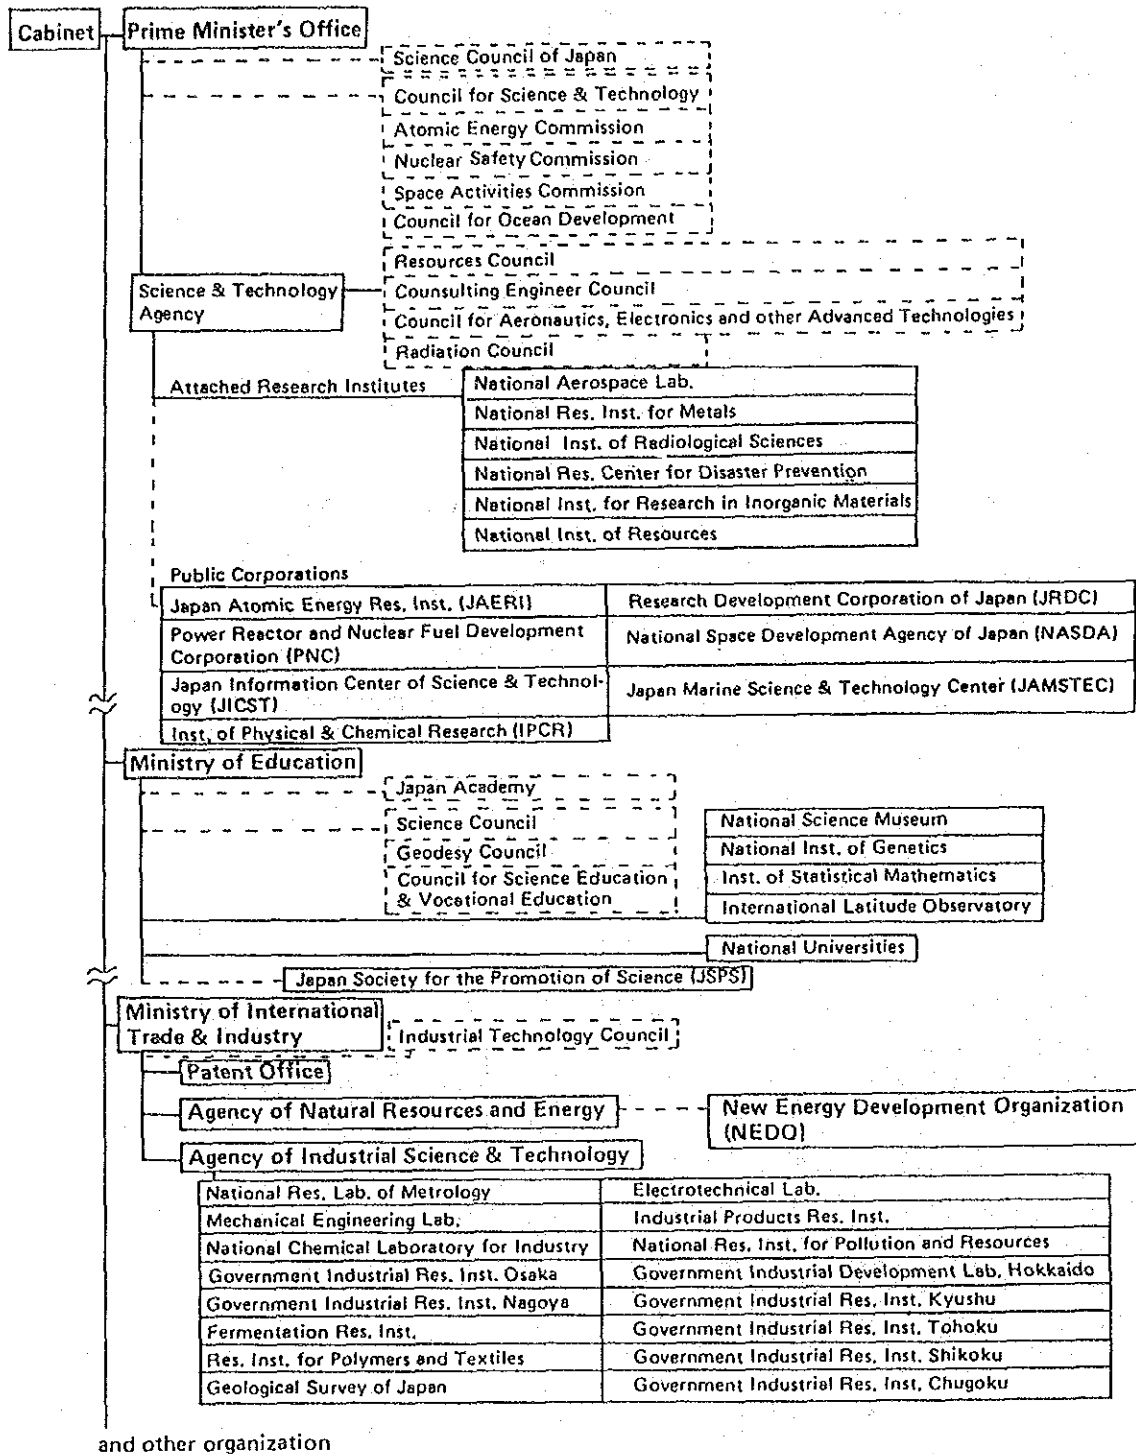 Cabinet Prime Minister's Office
Science Council of Japan
Council for Science & Technology
Atomic Energy Commission
Nuclear Safety Commission
Space Activities Commission
Council for Ocean Development
Resources Council
Science & Technology
Agency
Counsulting Engineer Council
Council for Aeronautics, Electronics and other Advanced Technologies
Radiation Council
Attached Research Institutes
National Aerospace Lab.
National Res. Inst. for Metals
National Inst. of Radiological Sciences
National Res. Center for Disaster Prevention
National Inst. for Research in Inorganic Materials
National Inst. of Resources
Public Corporations
Japan Atomic Energy Res. Inst. (JAERI)
Research Development Corporation of Japan (JRDC)
Power Reactor and Nuclear Fuel Development
Corporation (PNC)
National Space Development Agency of Japan (NASDA)
Japan Information Center of Science & Technol-
ogy (JICST)
Japan Marine Science & Technology Center (JAMSTEC)
Inst. of Physical & Chemical Research (IPCR)
Ministry of Education
Japan Academy
Science Council
Geodesy Council
Council for Science Education
& Vocational Education
National Science Museum
National Inst. of Genetics
Inst. of Statistical Mathematics
International Latitude Observatory
National Universities
Japan Society for the Promotion of Science (JSPS)
Ministry of International
Trade & Industry
Industrial Technology Council
Patent Office
Agency of Natural Resources and Energy
New Energy Development Organization
(NEDO)
Agency of Industrial Science & Technology
National Res. Lab. of Metrology
Electrotechnical Lab.
Mechanical Engineering Lab.
Industrial Products Res. Inst.
National Chemical Laboratory for Industry
National Res. Inst. for Pollution and Resources
Government Industrial Res. Inst. Osaka
Government Industrial Development Lab. Hokkaido
Government Industrial Res. Inst. Nagoya
Government Industrial Res. Inst. Kyushu
Fermentation Res. Inst.
Government Industrial Res. Inst. Tohoku
Res. Inst. for Polymers and Textiles
Government Industrial Res. Inst. Shikoku
Geological Survey of Japan
Government Industrial Res. Inst. Chugoku
and other organization